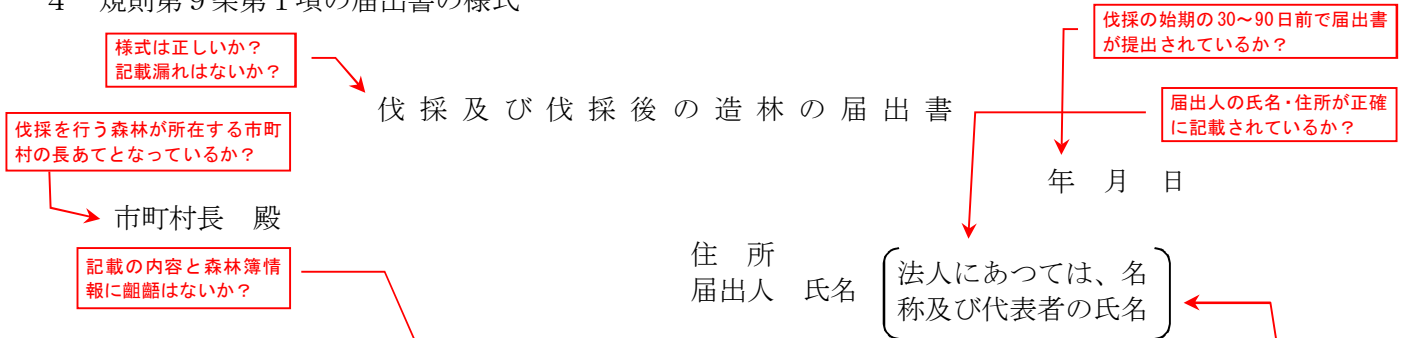 4 規則第9条第1項の届出書の様式
伐採の始期の30～90日前で届出書
が提出されているか？
様式は正しいか？
記載漏れはないか？
伐採及び伐採後の造林の届出書
届出人の氏名・住所が正確
に記載されているか？
伐採を行う森林が所在する市町
村の長あてとなっているか？
年 月 日
市町村長 殿
記載の内容と森林簿情
報に齟齬はないか？
住 所
届出人 氏名
法人にあつては、名
称及び代表者の氏名